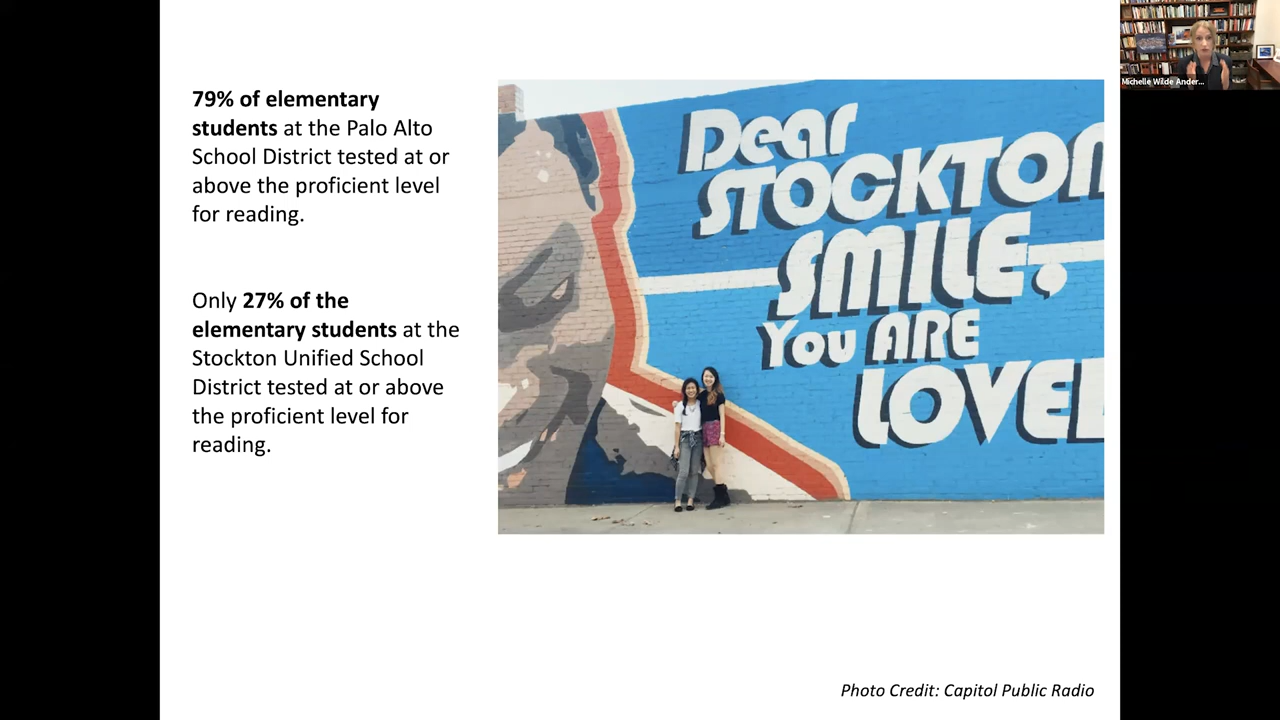 79% of elementary
students at the Palo Alto
School District tested at or
above the proficient level
for reading.
Only 27% of the
elementary students at the
Stockton Unified School
District tested at or above
the proficient level for
reading.
Dear
STOCKTON
SMILE,
You ARE
LOVED
Photo Credit: Capitol Public Radio
Michelle Wilde Ander...